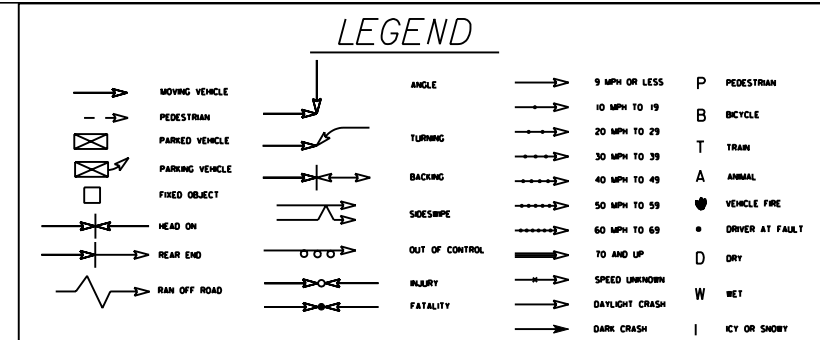 LEGEND
MOVING VEHICLE
PEDESTRIAN
PARKED VEHICLE
PARKING VEHICLE
FIXED OBJECT
HEAD ON
REAR END
RAN OFF ROAD
ANGLE
TURNING
BACKING
SIDESWIPE
OUT OF CONTROL
INJURY
FATALITY
9 MPH OR LESS
10 MPH TO 19
20 MPH TO 29
30 MPH TO 39
40 MPH TO 49
50 MPH TO 59
60 MPH TO 69
70 AND UP
SPEED UNKNOWN
DAYLIGHT CRASH
DARK CRASH
P PEDESTRIAN
B BICYCLE
T TRAIN
A ANIMAL
VEHICLE FIRE
DRIVER AT FAULT
D DRY
W WET
I ICY OR SNOWY